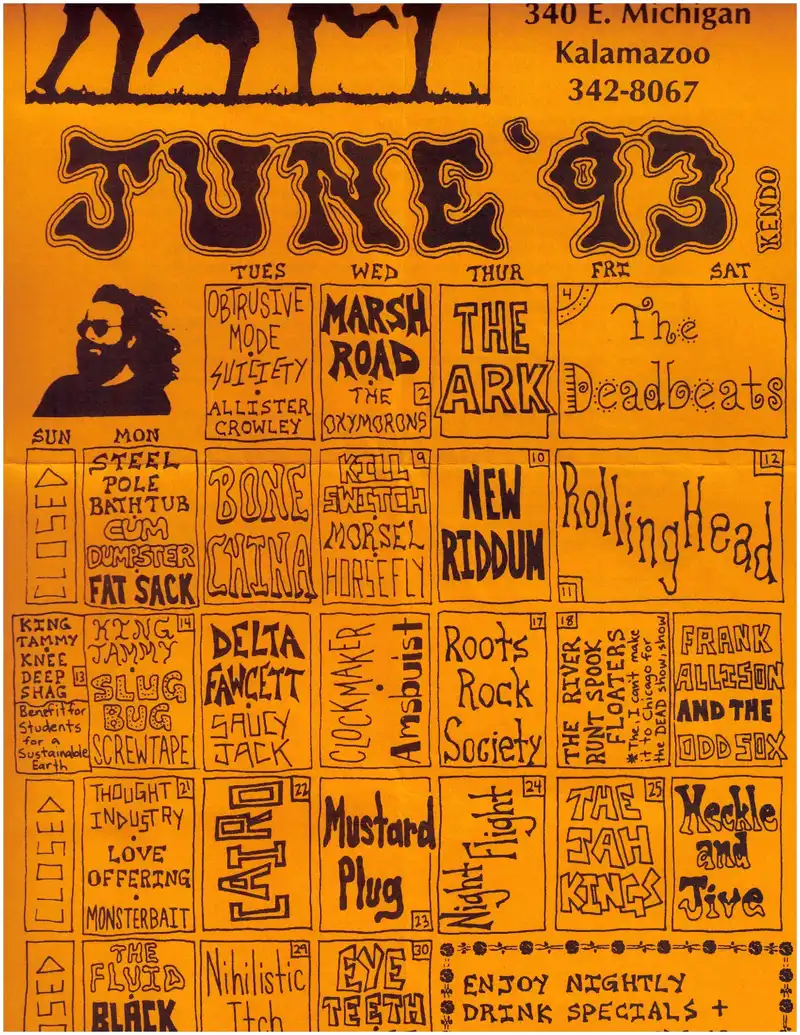 340 E. Michigan
Kalamazoo
342-8067
JUNE '93
KENDO
TUES
WED
THUR
FRI
SAT
OBTRUSIVE
MODE
SUICIETY
ALLISTER
CROWLEY
MARSH
ROAD
THE
OXYMORONS
2
THE
ARK
4
5
The
Deadbeats
SUN
MON
CLOSED
STEEL
POLE
BATHTUB
CUM
DUMPSTER
FAT SACK
BONE
CHINA
9
KILL
SWITCH
MORSEL
HORSEFLY
10
NEW
RIDDUM
12
RollingHead
11
KING
TAMMY
KNEE
DEEP
SHAG
13
Benefit for
Students
for a
Sustainable
Earth
14
KING
TAMMY
SLUG
BUG
SCREWTAPE
DELTA
FAWCETT
SAUCY
JACK
CLOCKMAKER
Amsbuist
17
Roots
Rock
Society
18
THE RIVER
RUNT SPOOK
FLOATERS
*The I can't make
it to Chicago for
the DEAD show, show
FRANK
ALLISON
AND THE
ODD SOX
CLOSED
21
THOUGHT
INDUSTRY
LOVE
OFFERING
MONSTERBAIT
22
CAIRO
Mustard
Plug
23
24
Night Flight
25
THE
JAH
KINGS
Heckle
and
Jive
CLOSED
THE
FLUID
BLACK
29
Nihilistic
Itch
30
EYE
TEETH
ENJOY NIGHTLY
DRINK SPECIALS +